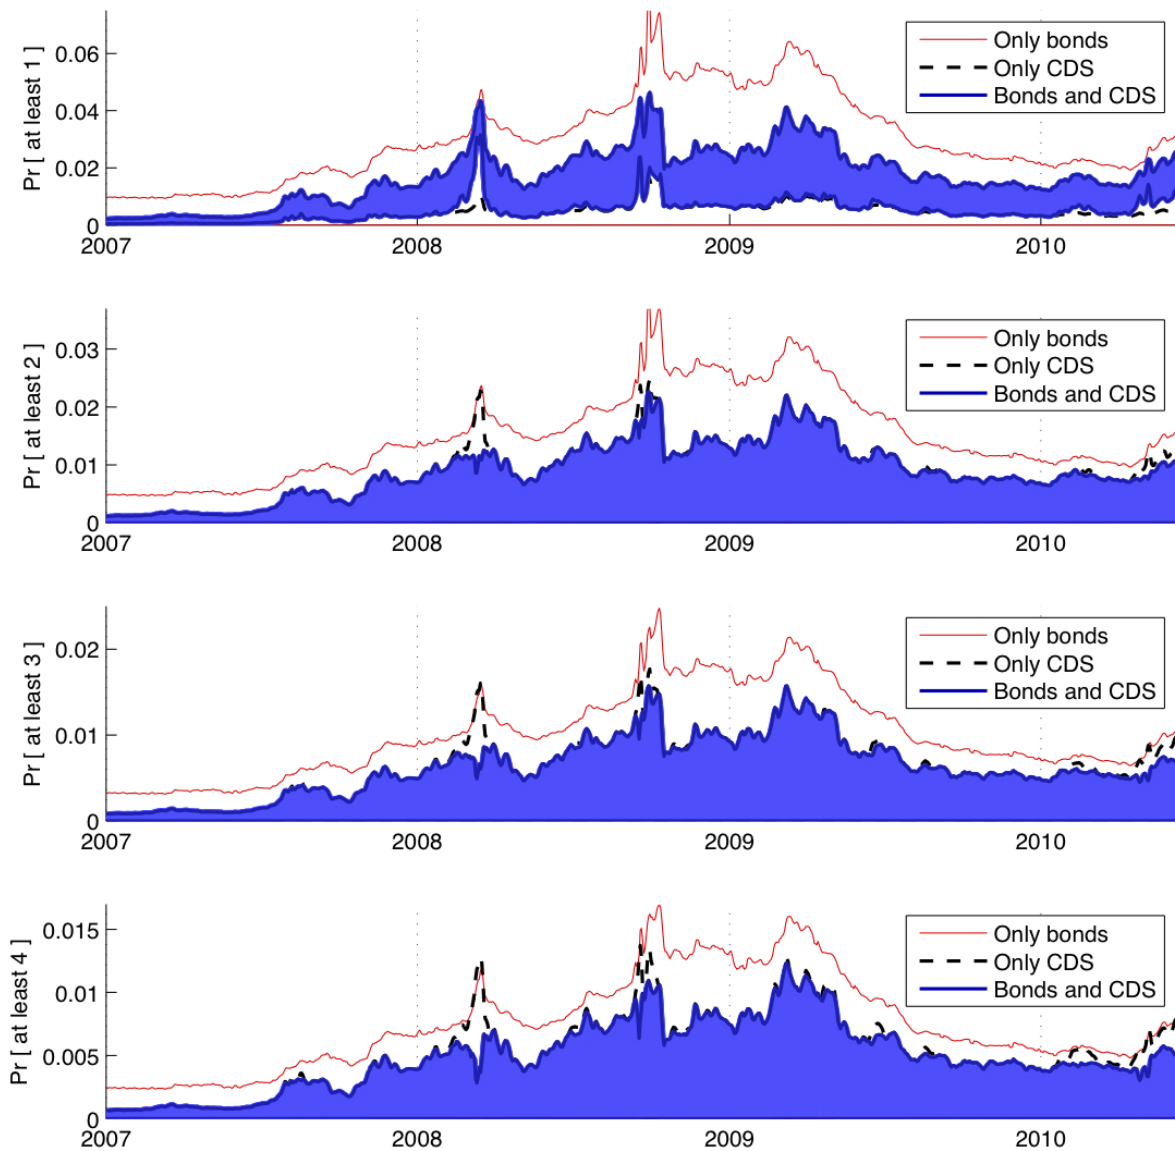 Pr [ at least 1 ]
0.06
0.04
0.02
0
Only bonds
Only CDS
Bonds and CDS
2007 2008 2009 2010
Pr [ at least 2 ]
0.03
0.02
0.01
0
Only bonds
Only CDS
Bonds and CDS
2007 2008 2009 2010
Pr [ at least 3 ]
0.02
0.01
0
Only bonds
Only CDS
Bonds and CDS
2007 2008 2009 2010
Pr [ at least 4 ]
0.015
0.01
0.005
0
Only bonds
Only CDS
Bonds and CDS
2007 2008 2009 2010